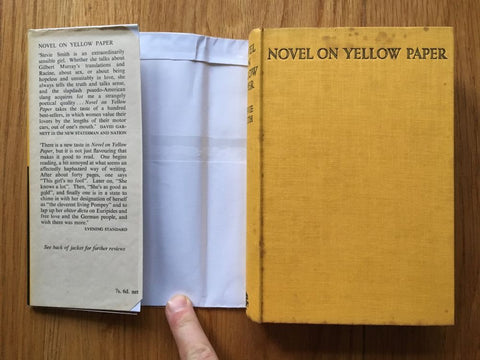 NOVEL ON YELLOW PAPER
'Stevie Smith is an extraordinarily
sensible girl. Whether she talks about
Gilbert Murray's translations and
Racine, about sex, or about being
hopeless and unsuitably in love, she
always tells the truth and talks sense,
and the slapdash pseudo-American
slang acquires for me a strangely
poetical quality . . . Novel on Yellow
Paper takes the taste of a hundred
best-sellers, in which women value their
lovers by the lengths of their motor
cars, out of one's mouth.' DAVID GAR-
NETT in the NEW STATESMAN AND NATION
'There is a new taste in Novel on Yellow
Paper, but it is not just flavouring that
makes it good to read. One begins
reading, a bit annoyed at what seems an
affectedly haphazard way of writing.
After about forty pages, one says
"This girl's no fool". Later on, "She
knows a lot". Then, "She's as good as
gold", and finally one is in a state to
chime in with her designation of herself
as "the cleverest living Pompey" and to
lap up her obiter dicta on Euripides and
free love and the German people, and
wish there was more.'
EVENING STANDARD
See back of jacket for further reviews
7s. 6d. net
NOVEL ON YELLOW PAPER